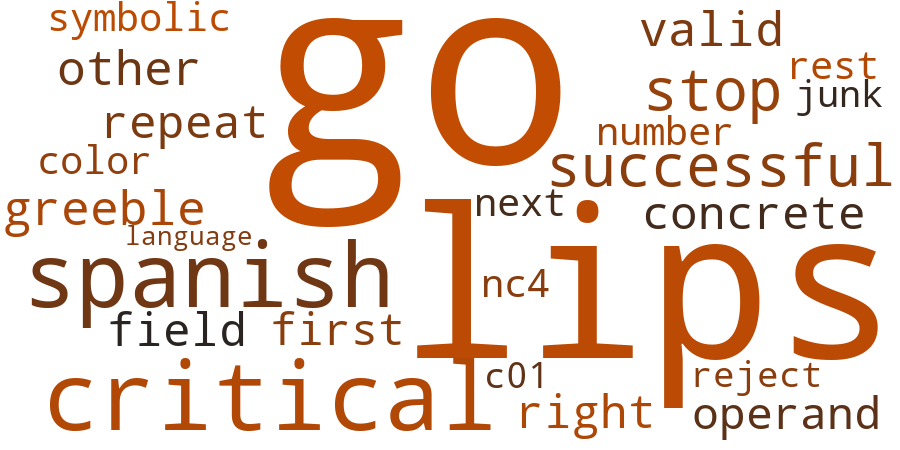 symbolic
go
valid
other
rest
stop
junk
repeat
number
color
successful
greeble
next
concrete
language
lips
spanish
nc4
field
first
critical
c01
reject
right
operand